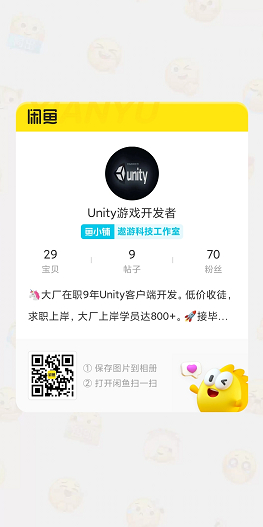 闲鱼
XIANYU
unity
Unity游戏开发者
鱼小铺 遨游科技工作室
29 9 70
宝贝 帖子 粉丝
🦄大厂在职9年Unity客户端开发。低价收徒，
求职上岸，大厂上岸学员达800+。🚀接毕...
① 保存图片到相册
② 打开闲鱼扫一扫